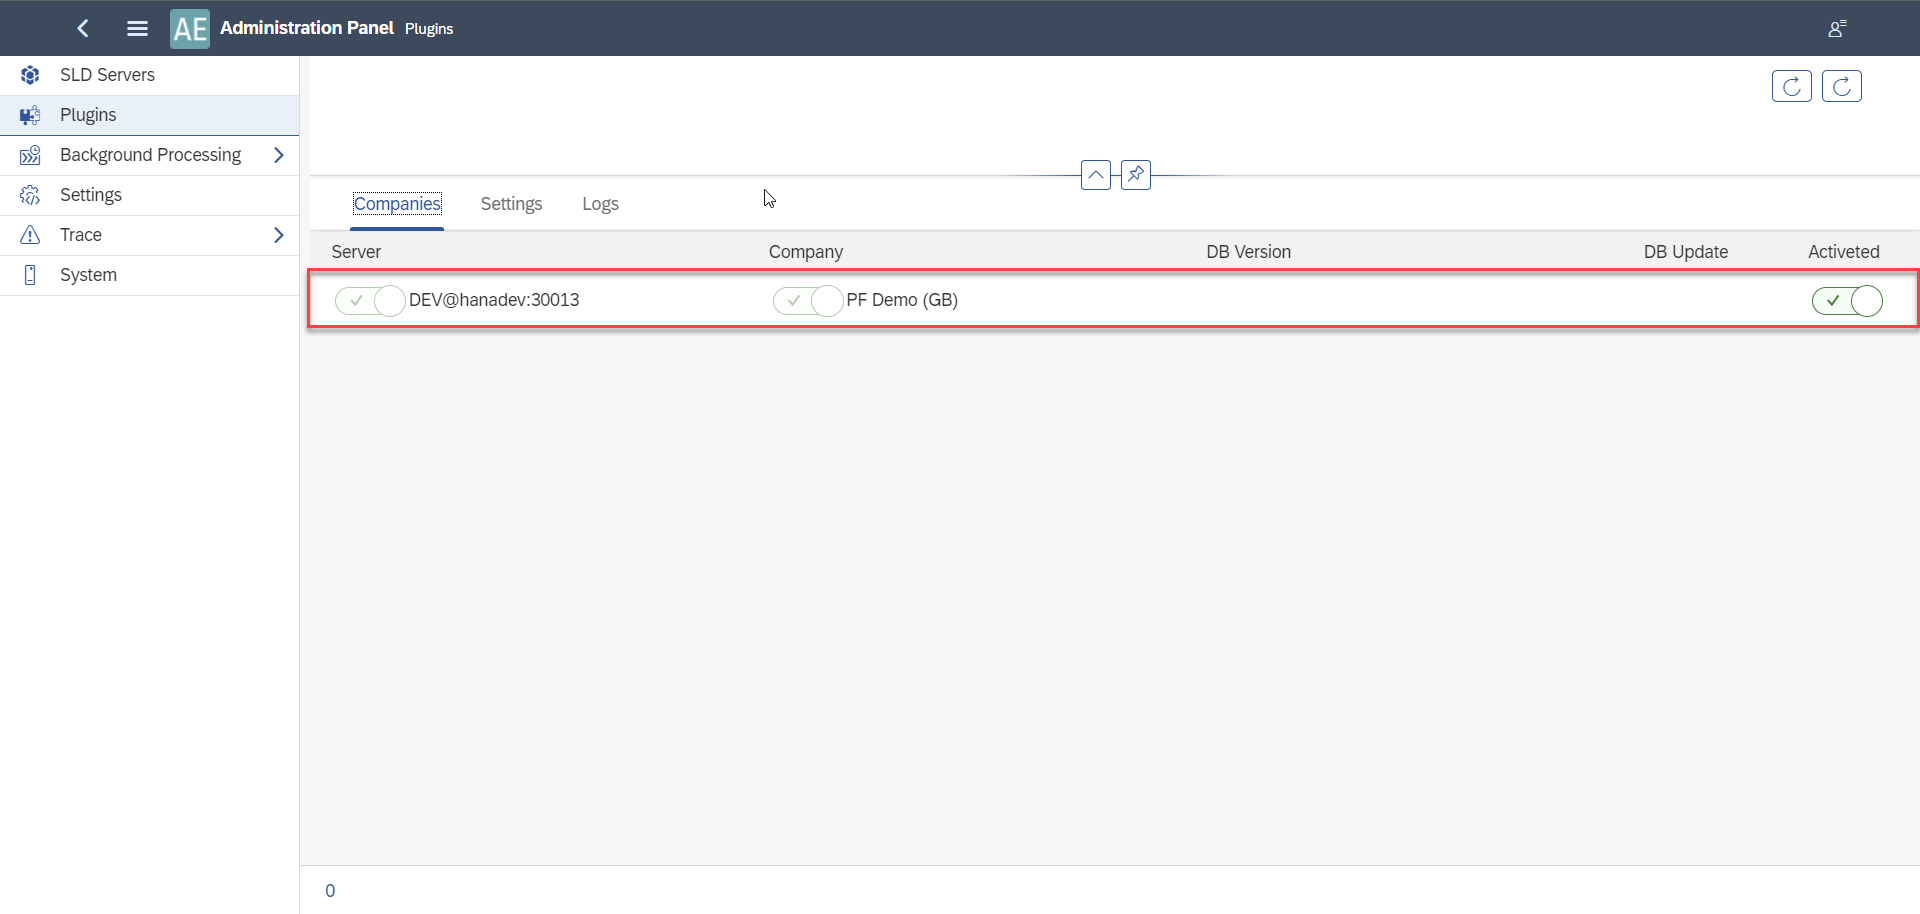 AE Administration Panel Plugins
SLD Servers
Plugins
Background Processing
Settings
Trace
System
Companies Settings Logs
Server Company DB Version DB Update Activeted
DEV@hanadev:30013 PF Demo (GB)
0